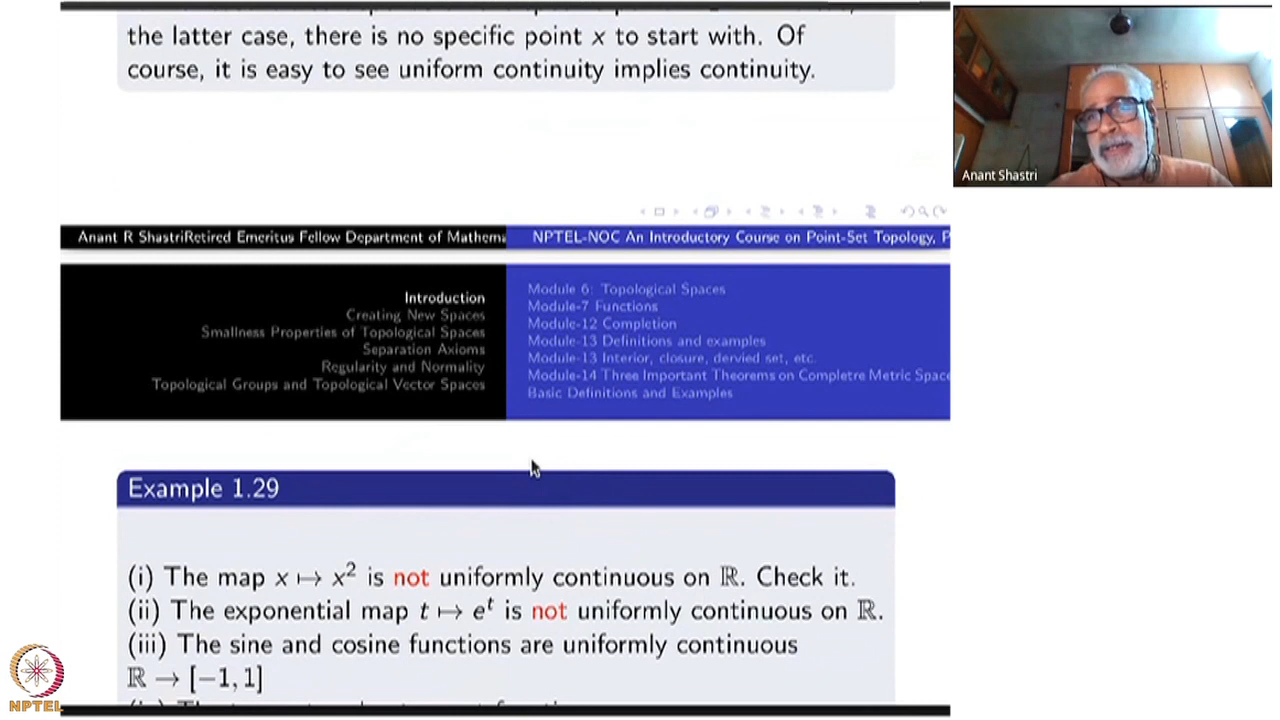 the latter case, there is no specific point x to start with. Of
course, it is easy to see uniform continuity implies continuity.
Anant Shastri
Anant R ShastriRetired Emeritus Fellow Department of Mathema
NPTEL-NOC An Introductory Course on Point-Set Topology, P
Introduction
Creating New Spaces
Smallness Properties of Topological Spaces
Separation Axioms
Regularity and Normality
Topological Groups and Topological Vector Spaces
Module 6: Topological Spaces
Module-7 Functions
Module-12 Completion
Module-13 Definitions and examples
Module-13 Interior, closure, dervied set, etc.
Module-14 Three Important Theorems on Completre Metric Space
Basic Definitions and Examples
Example 1.29
(i) The map x ↦ x² is not uniformly continuous on ℝ. Check it.
(ii) The exponential map t ↦ eᵗ is not uniformly continuous on ℝ.
(iii) The sine and cosine functions are uniformly continuous
ℝ → [−1, 1]
NPTEL